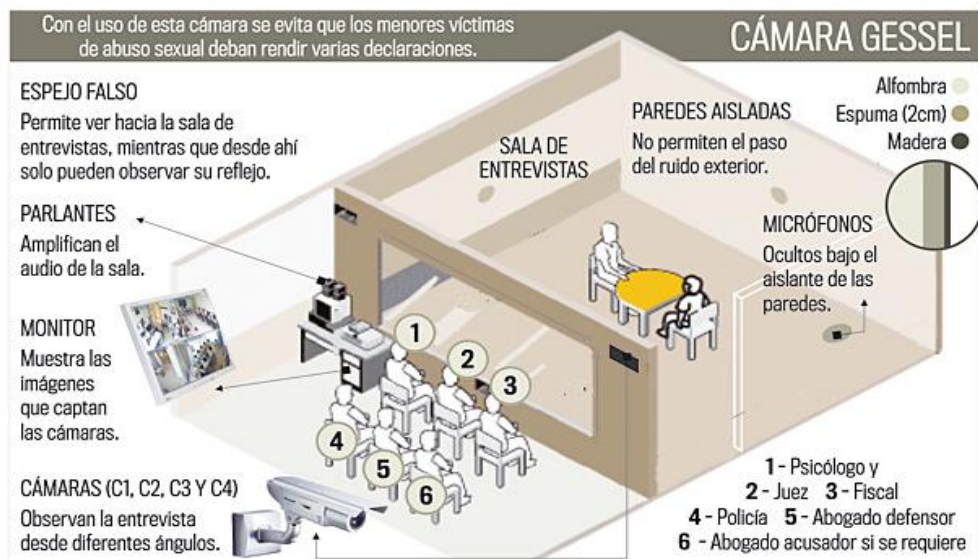 Con el uso de esta cámara se evita que los menores víctimas
de abuso sexual deban rendir varias declaraciones.
CÁMARA GESSEL
ESPEJO FALSO
Permite ver hacia la sala de
entrevistas, mientras que desde ahí
solo pueden observar su reflejo.
PARLANTES
Amplifican el
audio de la sala.
MONITOR
Muestra las
imágenes
que captan
las cámaras.
CÁMARAS (C1, C2, C3 Y C4)
Observan la entrevista
desde diferentes ángulos.
SALA DE
ENTREVISTAS
PAREDES AISLADAS
No permiten el paso
del ruido exterior.
Alfombra
Espuma (2cm)
Madera
MICRÓFONOS
Ocultos bajo el
aislante de las
paredes.
1
2
3
4
5
6
1 - Psicólogo y
2 - Juez 3 - Fiscal
4 - Policía 5 - Abogado defensor
6 - Abogado acusador si se requiere